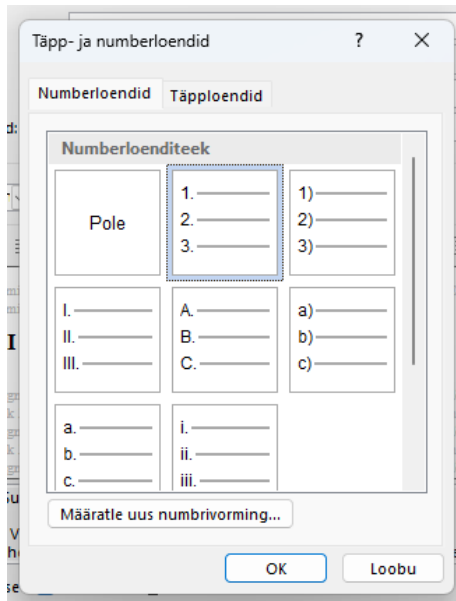 Täpp- ja numberloendid ? ×
Numberloendid Täpploendid
Numberloenditeek
Pole
1.
2.
3.
1)
2)
3)
I.
II.
III.
A.
B.
C.
a)
b)
c)
a.
b.
c.
i.
ii.
iii.
Määratle uus numbrivorming...
OK Loobu